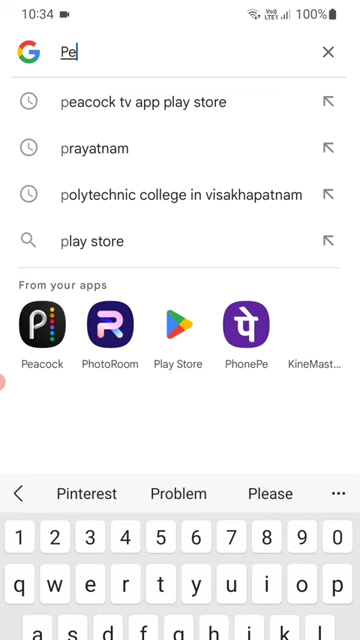 10:34 Vo) LTE1 100%
Pe
peacock tv app play store
prayatnam
polytechnic college in visakhapatnam
play store
From your apps
P R पे
Peacock PhotoRoom Play Store PhonePe KineMast...
Pinterest Problem Please
1 2 3 4 5 6 7 8 9 0
q w e r t y u i o p
a s d f g h j k l